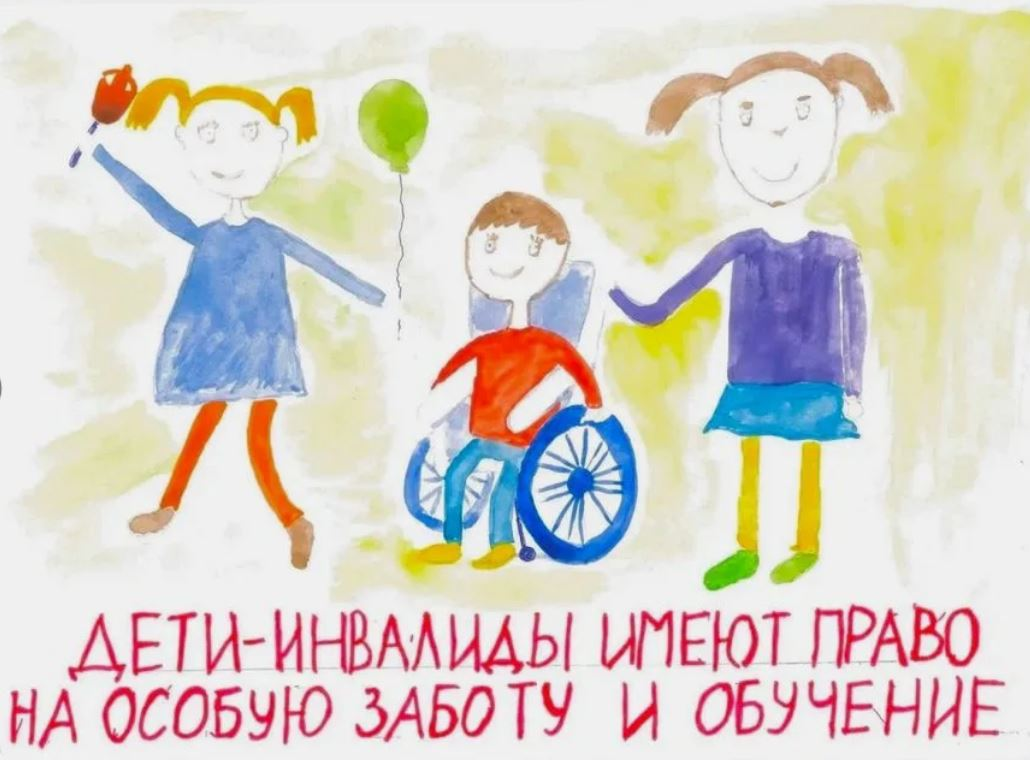 ДЕТИ-ИНВАЛИДЫ ИМЕЮТ ПРАВО
НА ОСОБУЮ ЗАБОТУ И ОБУЧЕНИЕ